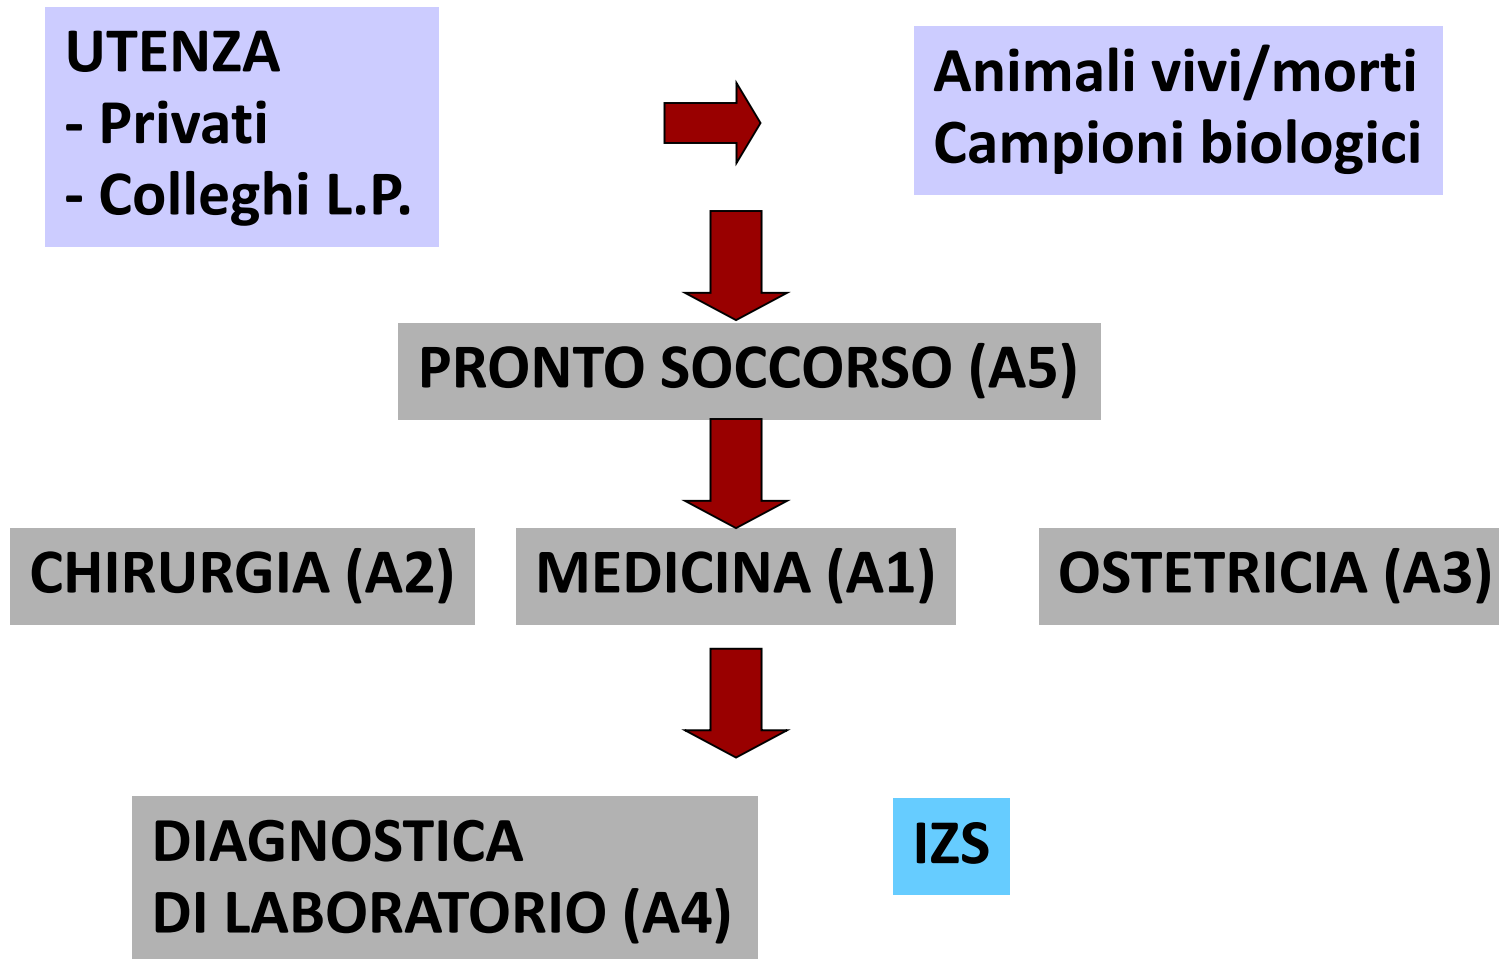 UTENZA
- Privati
- Colleghi L.P.
Animali vivi/morti
Campioni biologici
PRONTO SOCCORSO (A5)
CHIRURGIA (A2)
MEDICINA (A1)
OSTETRICIA (A3)
DIAGNOSTICA
DI LABORATORIO (A4)
IZS